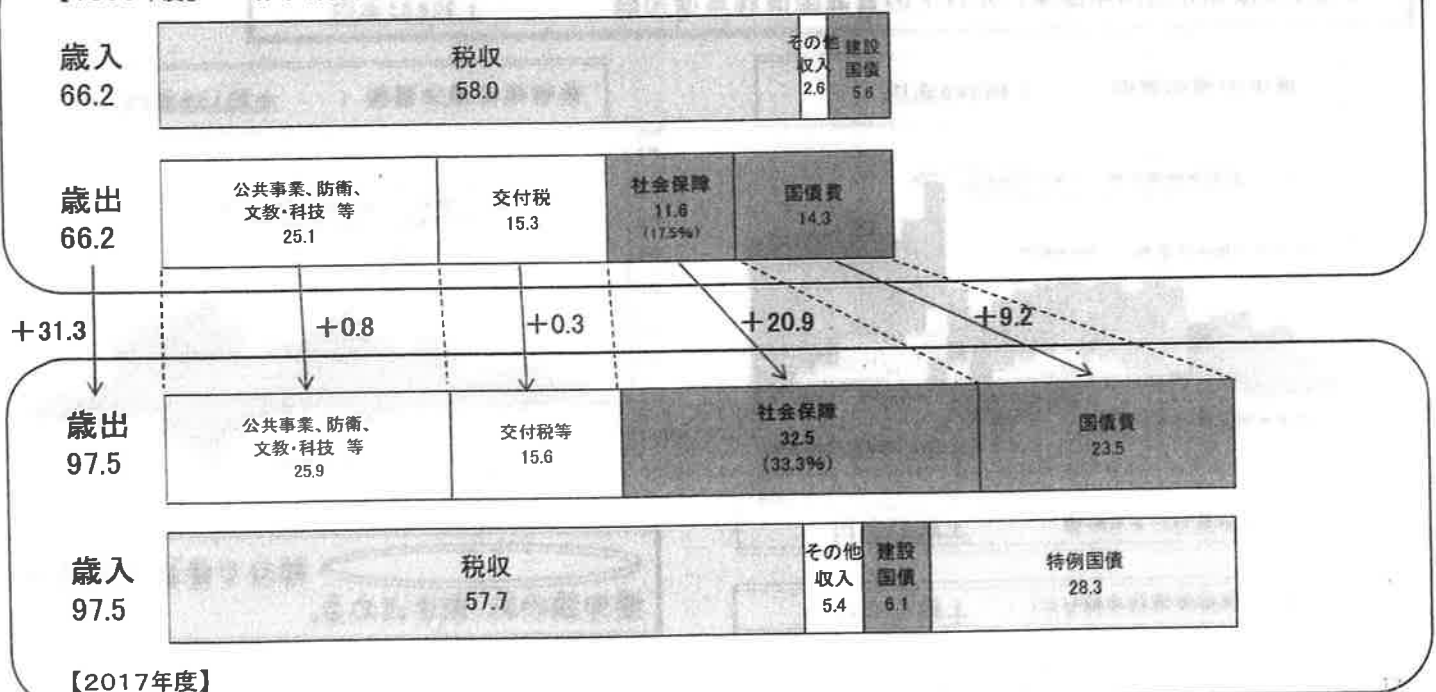 歳入
66.2
税収
58.0
その他
収入
2.6
建設
国債
5.6
歳出
66.2
公共事業、防衛、
文教・科技 等
25.1
交付税
15.3
社会保障
11.6
(17.5%)
国債費
14.3
+31.3
+0.8
+0.3
+20.9
+9.2
歳出
97.5
公共事業、防衛、
文教・科技 等
25.9
交付税等
15.6
社会保障
32.5
(33.3%)
国債費
23.5
歳入
97.5
税収
57.7
その他
収入
5.4
建設
国債
6.1
特例国債
28.3
【2017年度】